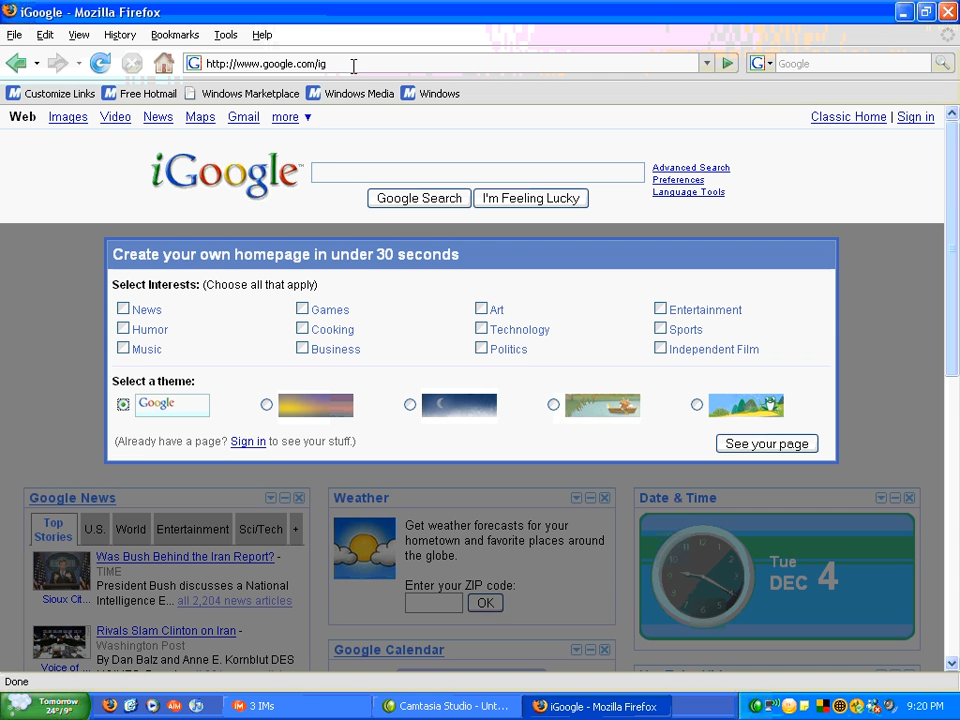 iGoogle - Mozilla Firefox
File Edit View History Bookmarks Tools Help
http://www.google.com/ig
Google
Customize Links Free Hotmail Windows Marketplace Windows Media Windows
Web Images Video News Maps Gmail more ▼ Classic Home | Sign in
iGoogle™
Advanced Search
Preferences
Language Tools
Google Search I'm Feeling Lucky
Create your own homepage in under 30 seconds
Select Interests: (Choose all that apply)
News Games Art Entertainment
Humor Cooking Technology Sports
Music Business Politics Independent Film
Select a theme:
Google
(Already have a page? Sign in to see your stuff.)
See your page
Google News
Top Stories U.S. World Entertainment Sci/Tech +
Was Bush Behind the Iran Report? -
TIME
President Bush discusses a National
Sioux Cit... Intelligence E... all 2,204 news articles
Rivals Slam Clinton on Iran -
Washington Post
Voice of By Dan Balz and Anne E. Kornblut DES
Weather
Get weather forecasts for your
hometown and favorite places around
the globe.
Enter your ZIP code:
OK
Google Calendar
Date & Time
Tue
DEC 4
Done
Tomorrow
24°/9°
3 IMs
Camtasia Studio - Unt...
iGoogle - Mozilla Firefox
9:20 PM